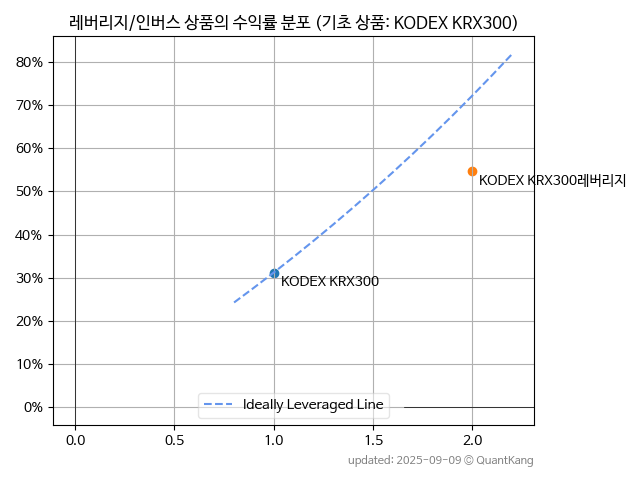 레버리지/인버스 상품의 수익률 분포 (기초 상품: KODEX KRX300)
80%
70%
60%
50%
40%
30%
20%
10%
0%
KODEX KRX300레버리지
KODEX KRX300
Ideally Leveraged Line
0.0 0.5 1.0 1.5 2.0
updated: 2025-09-09 © QuantKang